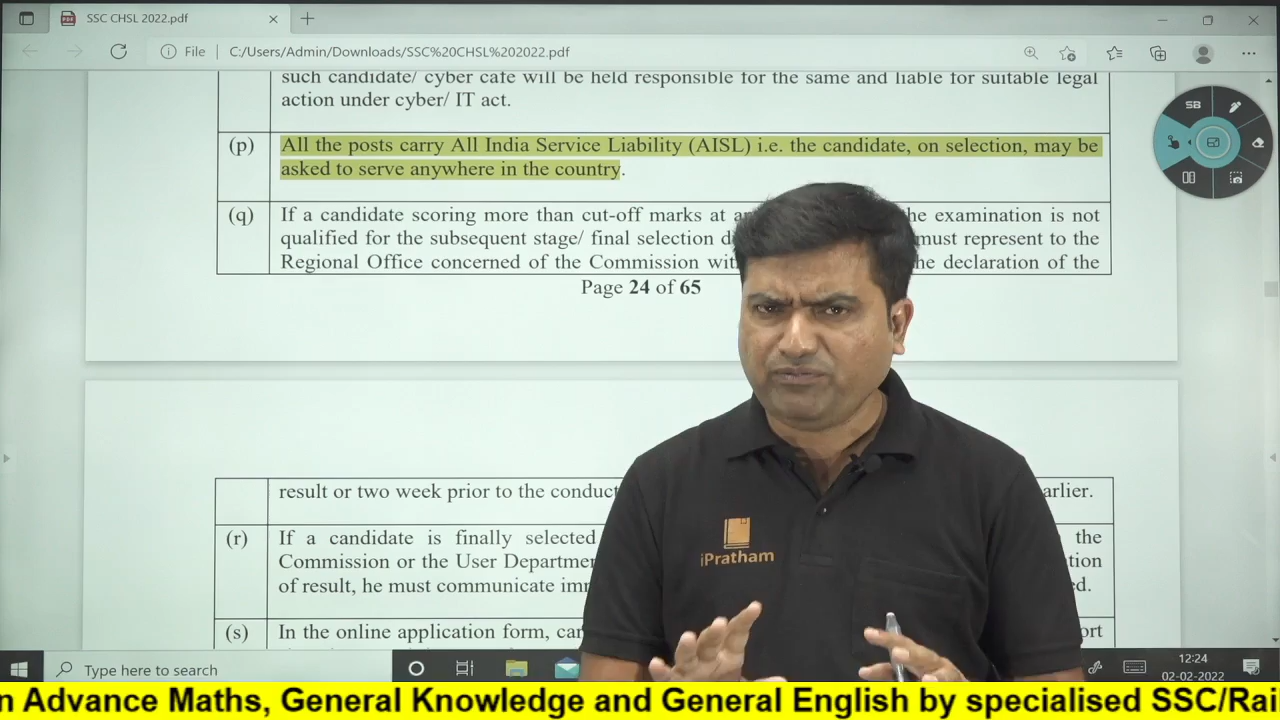 SSC CHSL 2022.pdf
File
C:/Users/Admin/Downloads/SSC%20CHSL%202022.pdf
such candidate/ cyber cafe will be held responsible for the same and liable for suitable legal
action under cyber/ IT act.
SB
(p) All the posts carry All India Service Liability (AISL) i.e. the candidate, on selection, may be
asked to serve anywhere in the country.
(q) If a candidate scoring more than cut-off marks at he examination is not
qualified for the subsequent stage/ final selection must represent to the
Regional Office concerned of the Commission he declaration of the
Page 24 of 65
result or two week prior to the conduct arlier.
(r) If a candidate is finally selected the
Commission or the User Departme tion
of result, he must communicate ed.
(s) In the online application form, ort
iPratham
Type here to search
12:24
02-02-2022
n Advance Maths, General Knowledge and General English by specialised SSC/Rai